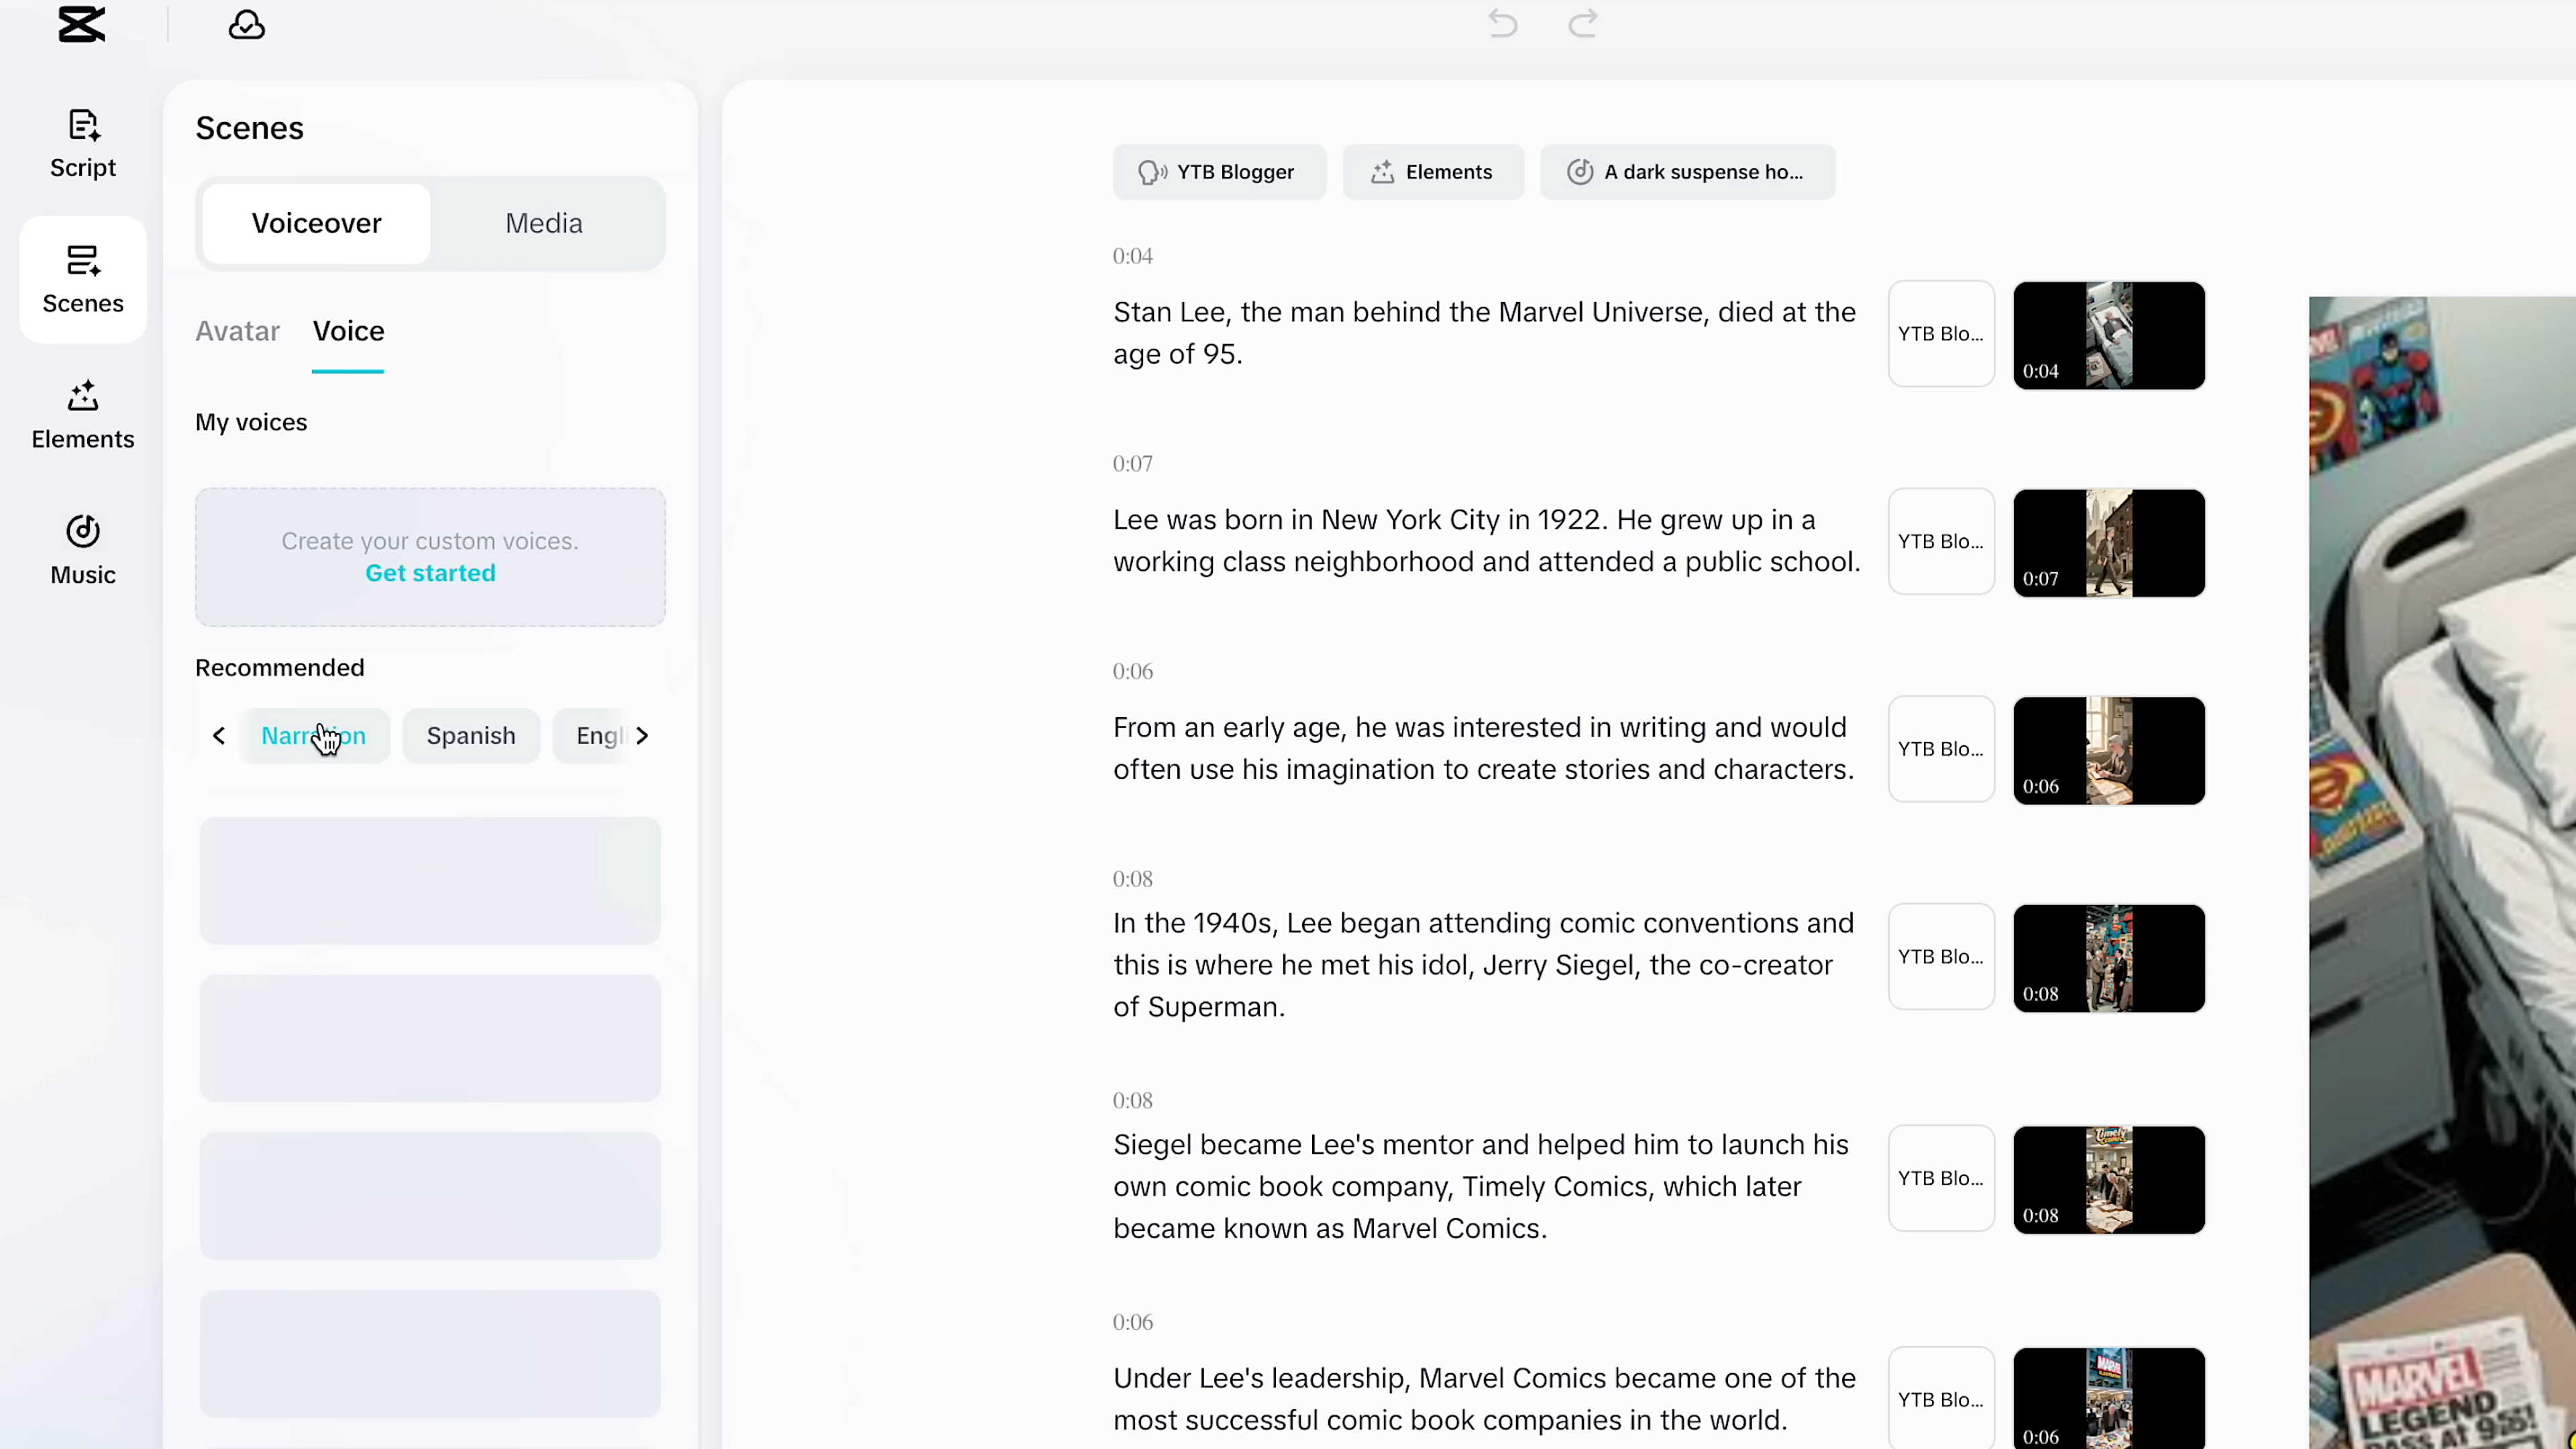 Script
Scenes
Elements
Music
Scenes
Voiceover
Media
Avatar
Voice
My voices
Create your custom voices.
Get started
Recommended
Spanish
YTB Blogger
Elements
A dark suspense ho...
0:04
Stan Lee, the man behind the Marvel Universe, died at the
age of 95.
YTB Blo...
0:04
0:07
Lee was born in New York City in 1922. He grew up in a
working class neighborhood and attended a public school.
YTB Blo...
0:07
0:06
From an early age, he was interested in writing and would
often use his imagination to create stories and characters.
YTB Blo...
0:06
0:08
In the 1940s, Lee began attending comic conventions and
this is where he met his idol, Jerry Siegel, the co-creator
of Superman.
YTB Blo...
0:08
0:08
Siegel became Lee's mentor and helped him to launch his
own comic book company, Timely Comics, which later
became known as Marvel Comics.
YTB Blo...
0:08
0:06
Under Lee's leadership, Marvel Comics became one of the
most successful comic book companies in the world.
YTB Blo...
0:06
MARVEL
LEGEND